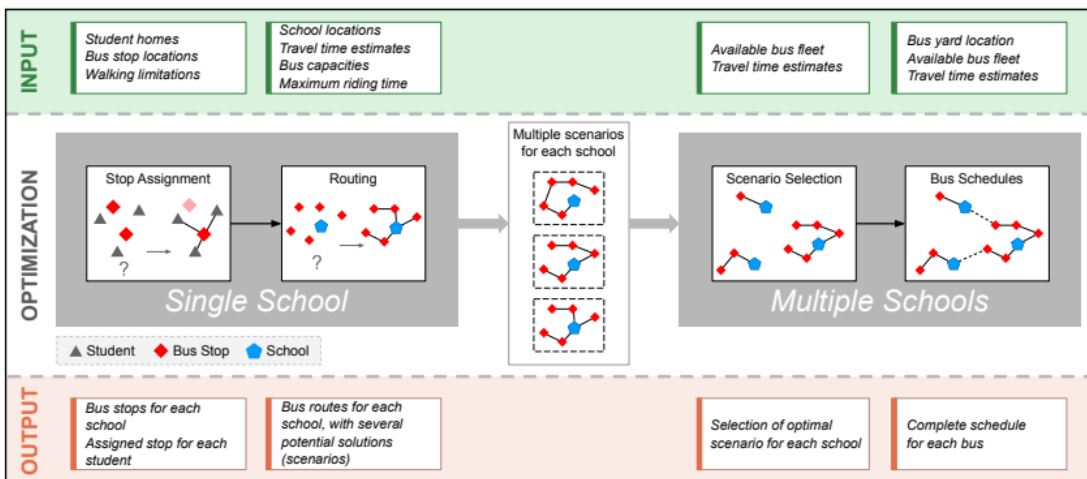 INPUT
Student homes
Bus stop locations
Walking limitations
School locations
Travel time estimates
Bus capacities
Maximum riding time
Available bus fleet
Travel time estimates
Bus yard location
Available bus fleet
Travel time estimates
OPTIMIZATION
Stop Assignment
?
Routing
?
Single School
Multiple scenarios
for each school
Scenario Selection
Bus Schedules
Multiple Schools
Student
Bus Stop
School
OUTPUT
Bus stops for each
school
Assigned stop for each
student
Bus routes for each
school, with several
potential solutions
(scenarios)
Selection of optimal
scenario for each school
Complete schedule
for each bus